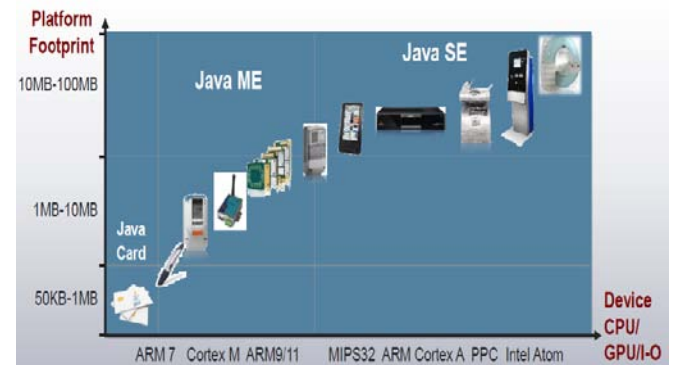 Platform
Footprint
Java SE
Java ME
10MB-100MB
1MB-10MB
Java
Card
50KB-1MB
Device
CPU/
GPU/I-O
ARM 7 Cortex M ARM9/11 MIPS32 ARM Cortex A PPC Intel Atom